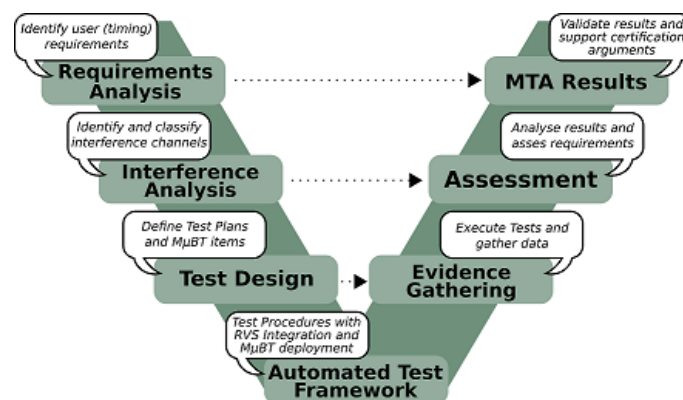 Identify user (timing)
requirements
Requirements
Analysis
Validate results and
support certification
arguments
MTA Results
Identify and classify
interference channels
Interference
Analysis
Analyse results and
asses requirements
Assessment
Define Test Plans
and MμBT items
Test Design
Execute Tests and
gather data
Evidence
Gathering
Test Procedures with
RVS Integration and
MμBT deployment
Automated Test
Framework